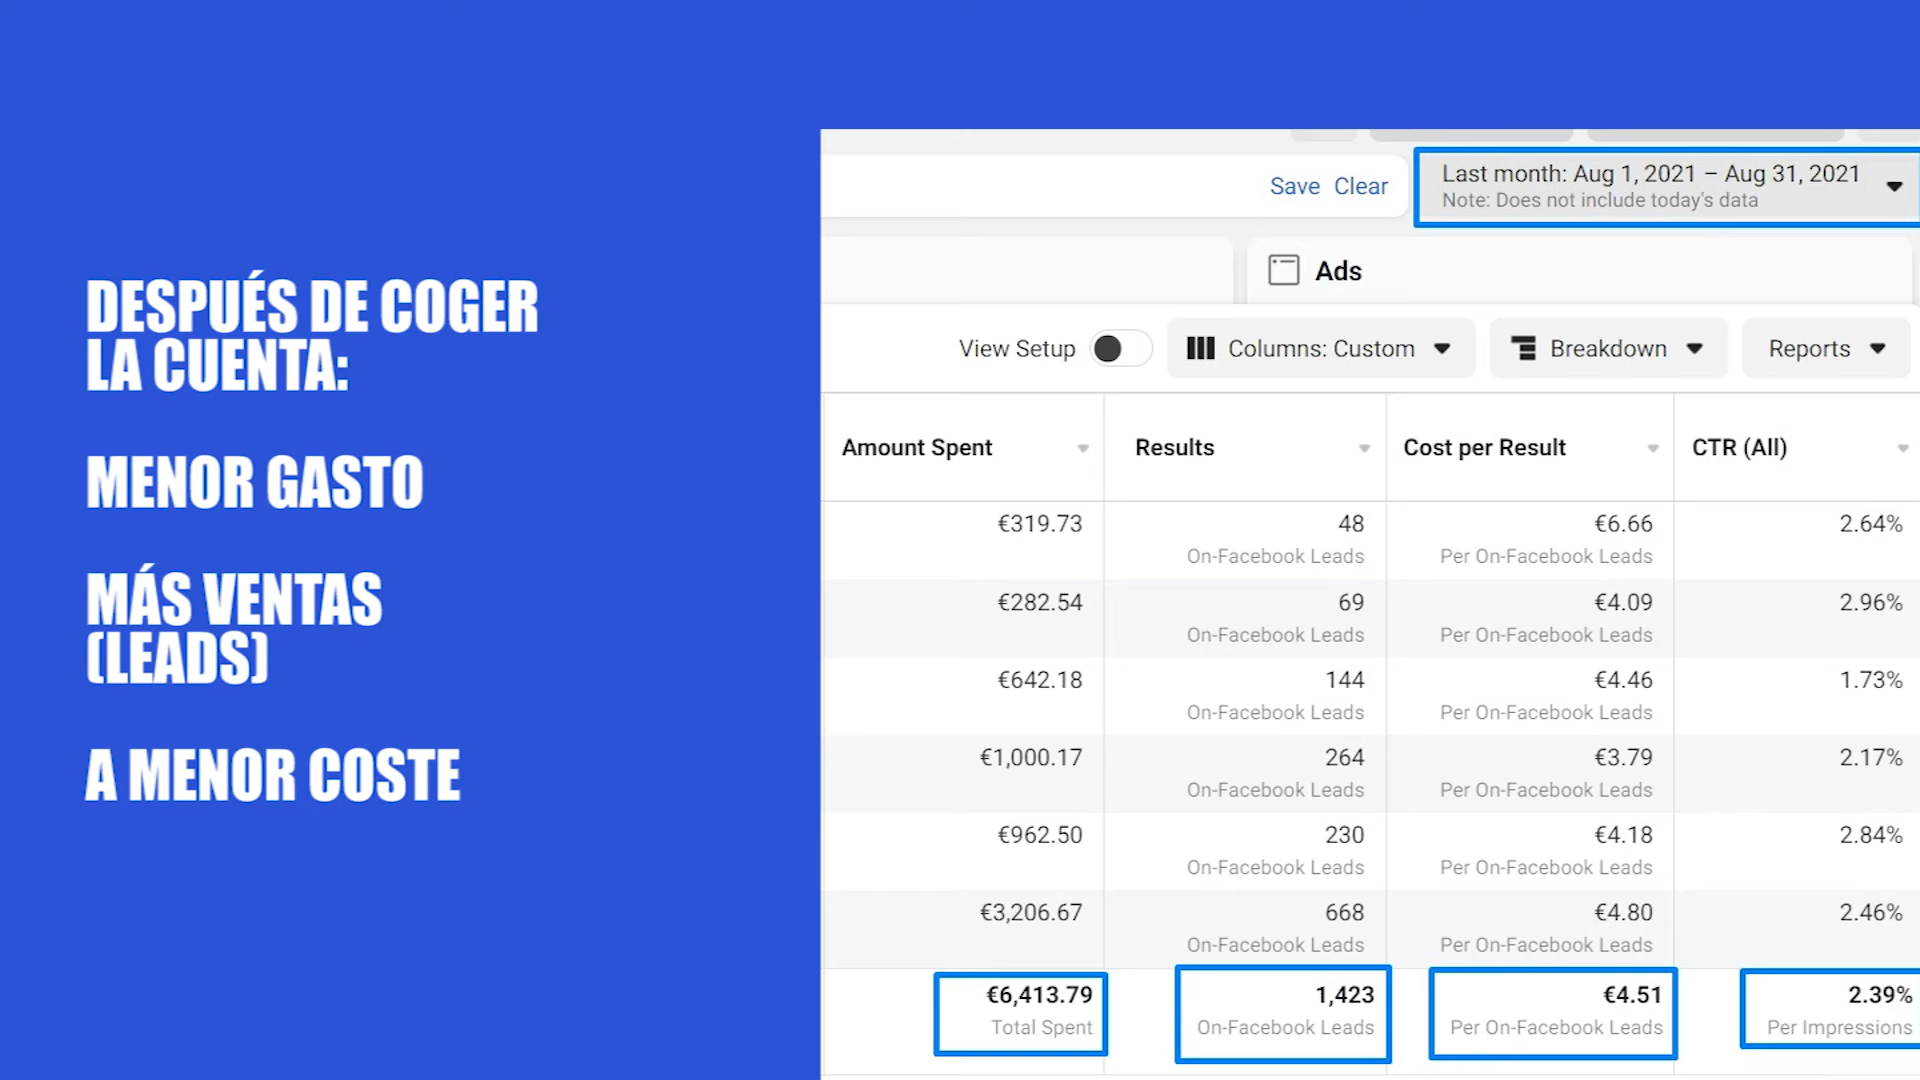 DESPUÉS DE COGER
LA CUENTA:
MENOR GASTO
MÁS VENTAS
(LEADS)
A MENOR COSTE
Save Clear
Last month: Aug 1, 2021 – Aug 31, 2021
Note: Does not include today's data
Ads
View Setup Columns: Custom Breakdown Reports
Amount Spent Results Cost per Result CTR (All)
€319.73 48 €6.66 2.64%
On-Facebook Leads Per On-Facebook Leads
€282.54 69 €4.09 2.96%
On-Facebook Leads Per On-Facebook Leads
€642.18 144 €4.46 1.73%
On-Facebook Leads Per On-Facebook Leads
€1,000.17 264 €3.79 2.17%
On-Facebook Leads Per On-Facebook Leads
€962.50 230 €4.18 2.84%
On-Facebook Leads Per On-Facebook Leads
€3,206.67 668 €4.80 2.46%
On-Facebook Leads Per On-Facebook Leads
€6,413.79 1,423 €4.51 2.39%
Total Spent On-Facebook Leads Per On-Facebook Leads Per Impressions